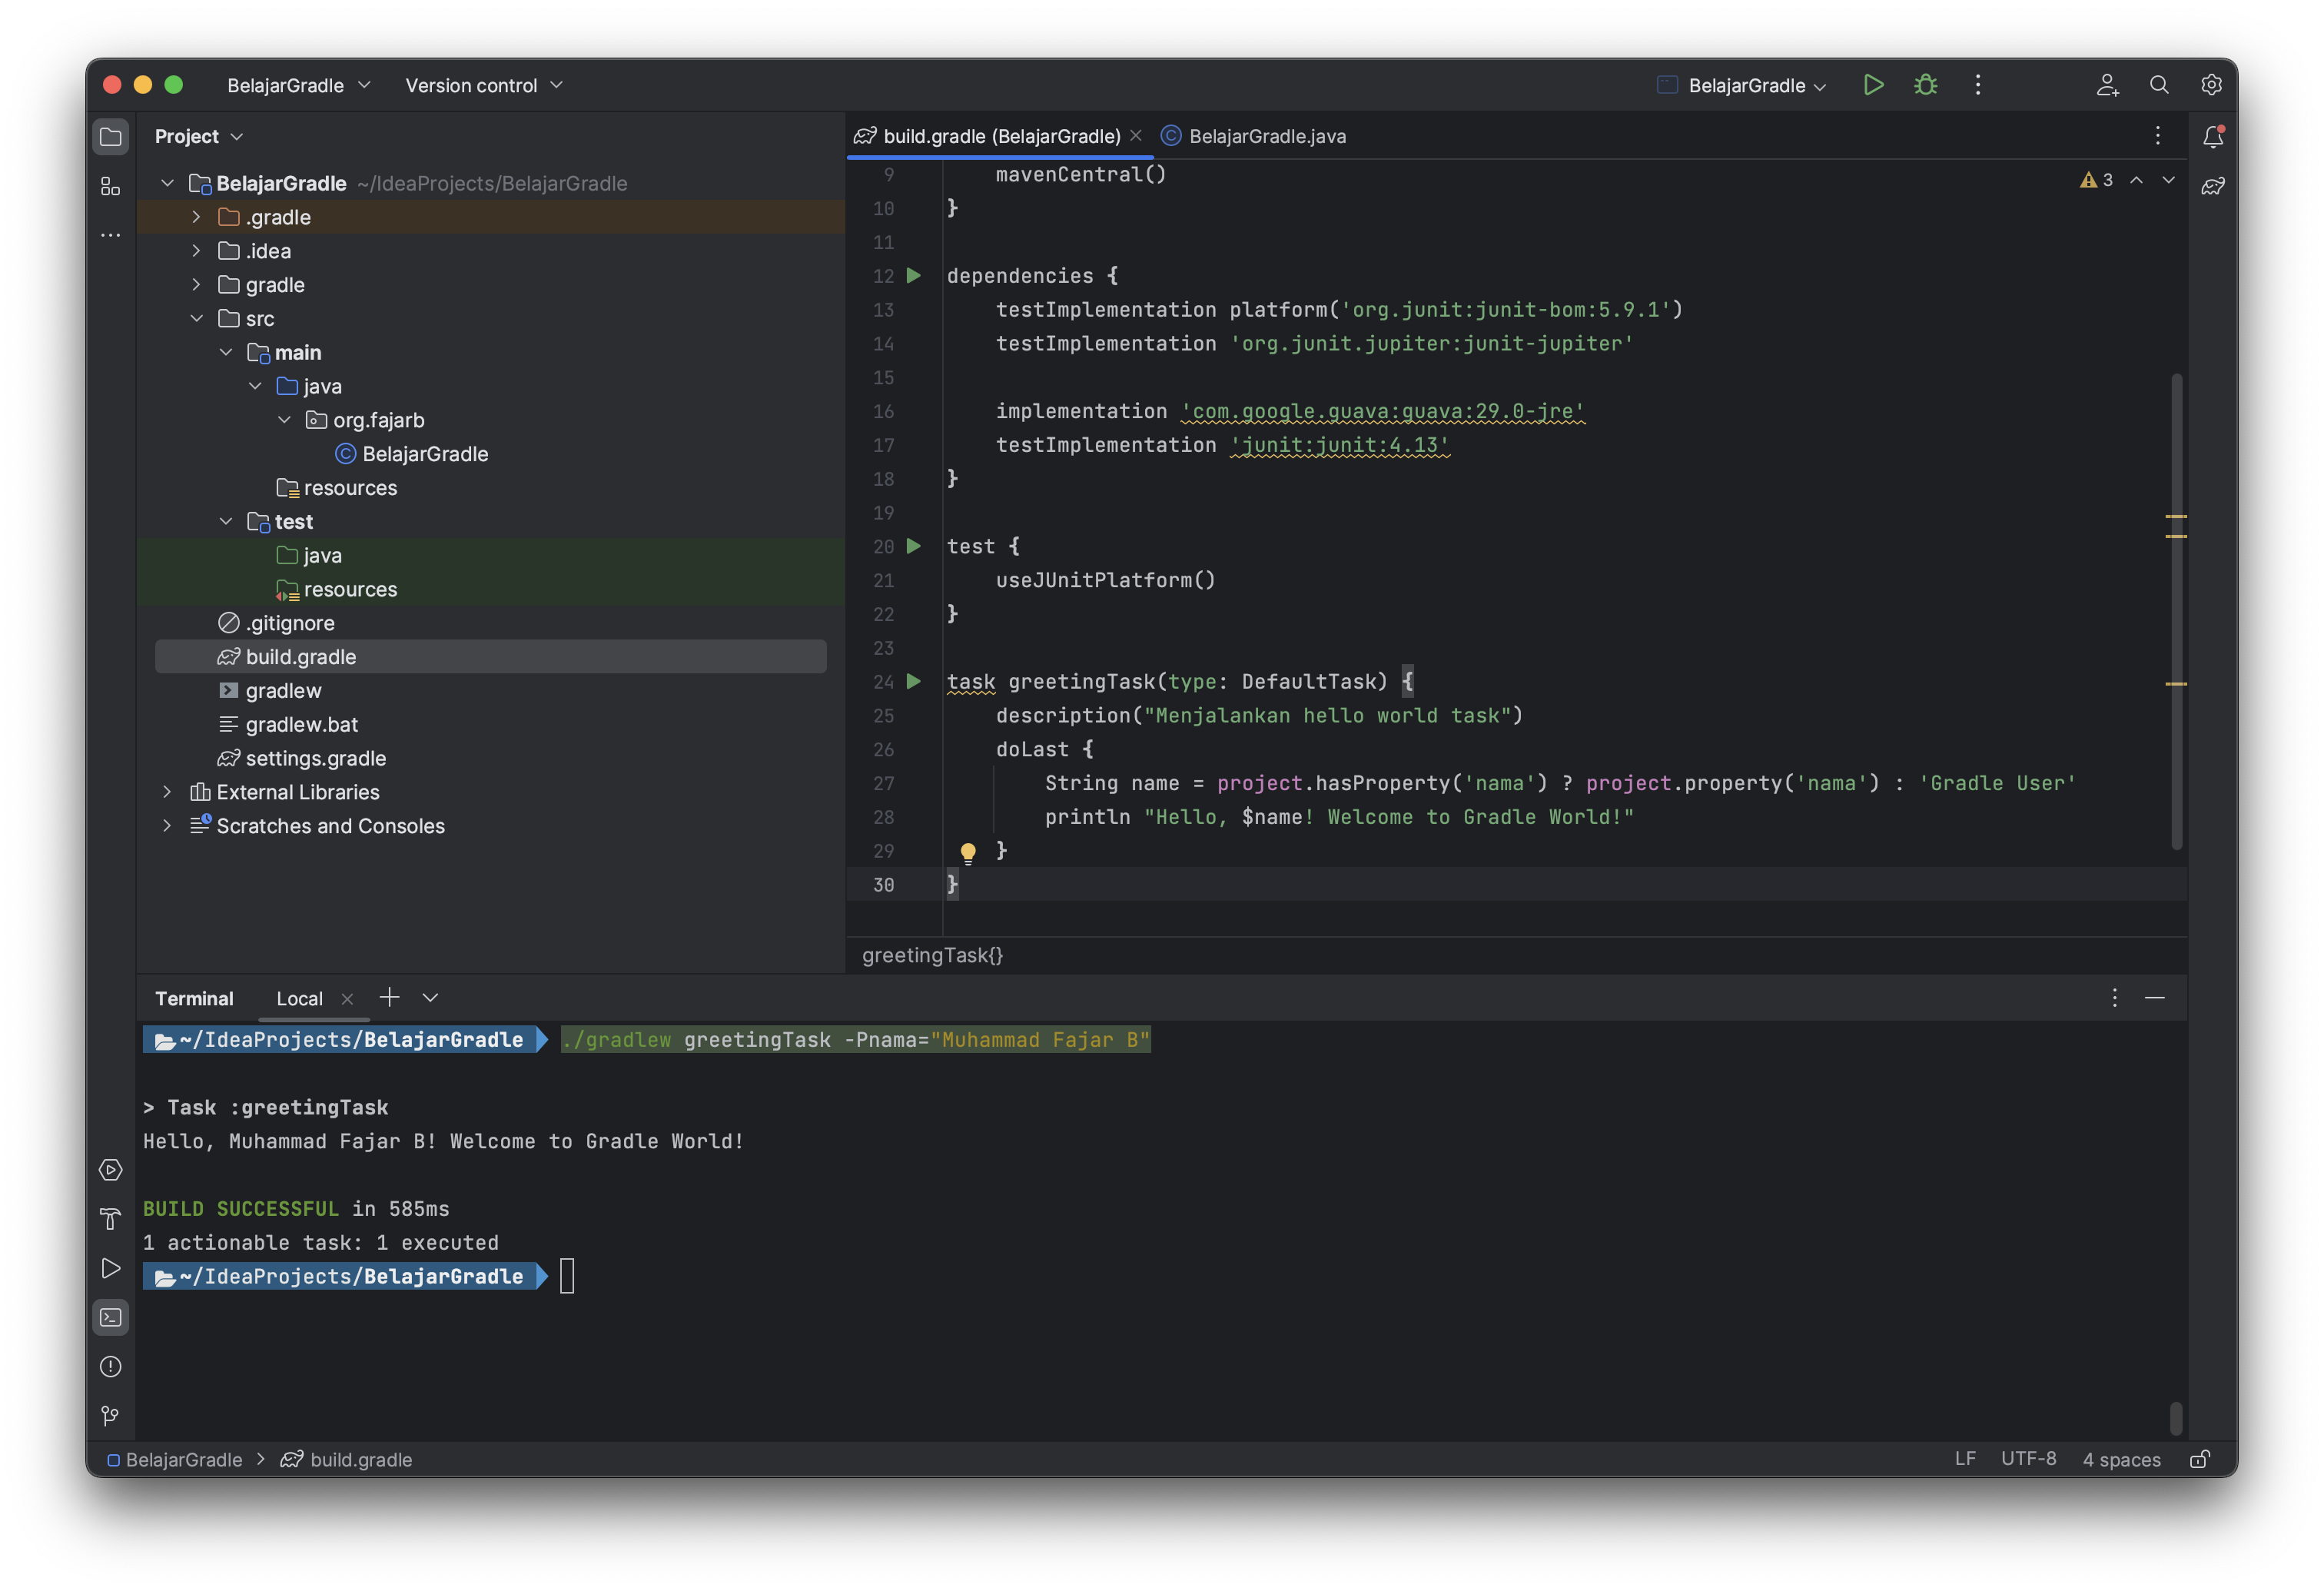 BelajarGradle
Version control
BelajarGradle
Project
BelajarGradle ~/IdeaProjects/BelajarGradle
.gradle
.idea
gradle
src
main
java
org.fajarb
BelajarGradle
resources
test
java
resources
.gitignore
build.gradle
gradlew
gradlew.bat
settings.gradle
External Libraries
Scratches and Consoles
build.gradle (BelajarGradle)
BelajarGradle.java
3
9 mavenCentral()
10 }
11
12 dependencies {
13 testImplementation platform('org.junit:junit-bom:5.9.1')
14 testImplementation 'org.junit.jupiter:junit-jupiter'
15
16 implementation 'com.google.guava:guava:29.0-jre'
17 testImplementation 'junit:junit:4.13'
18 }
19
20 test {
21 useJUnitPlatform()
22 }
23
24 task greetingTask(type: DefaultTask) {
25 description("Menjalankan hello world task")
26 doLast {
27 String name = project.hasProperty('nama') ? project.property('nama') : 'Gradle User'
28 println "Hello, $name! Welcome to Gradle World!"
29 }
30 }
greetingTask{}
Terminal
Local
~/IdeaProjects/BelajarGradle ./gradlew greetingTask -Pnama="Muhammad Fajar B"
> Task :greetingTask
Hello, Muhammad Fajar B! Welcome to Gradle World!
BUILD SUCCESSFUL in 585ms
1 actionable task: 1 executed
~/IdeaProjects/BelajarGradle
BelajarGradle > build.gradle
LF
UTF-8
4 spaces